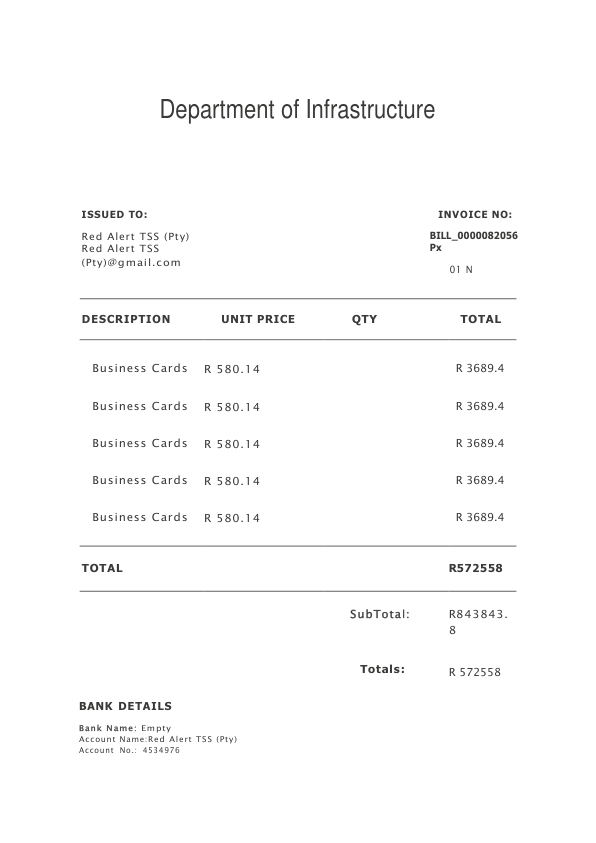 Department of Infrastructure
ISSUED TO:
INVOICE NO:
Red Alert TSS (Pty)
Red Alert TSS
(Pty)@gmail.com
BILL_0000082056
Px
01 N
DESCRIPTION UNIT PRICE QTY TOTAL
Business Cards R 580.14 R 3689.4
Business Cards R 580.14 R 3689.4
Business Cards R 580.14 R 3689.4
Business Cards R 580.14 R 3689.4
Business Cards R 580.14 R 3689.4
TOTAL R572558
SubTotal: R843843.
8
Totals: R 572558
BANK DETAILS
Bank Name: Empty
Account Name:Red Alert TSS (Pty)
Account No.: 4534976